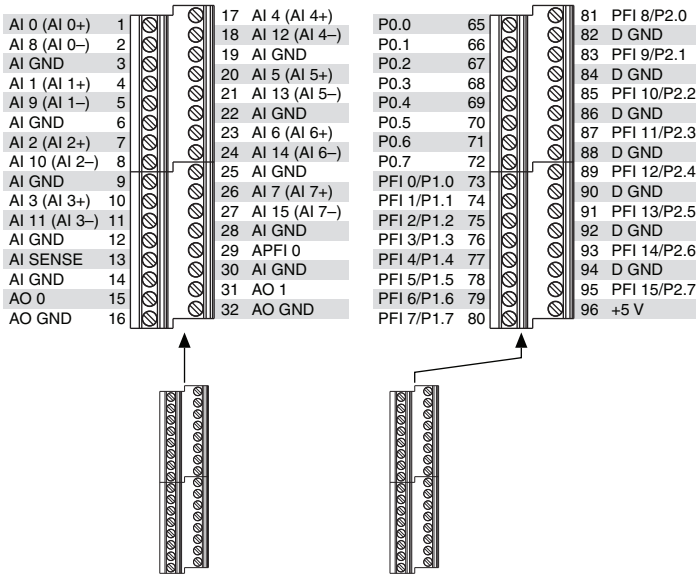 AI 0 (AI 0+) 1
AI 8 (AI 0–) 2
AI GND 3
AI 1 (AI 1+) 4
AI 9 (AI 1–) 5
AI GND 6
AI 2 (AI 2+) 7
AI 10 (AI 2–) 8
AI GND 9
AI 3 (AI 3+) 10
AI 11 (AI 3–) 11
AI GND 12
AI SENSE 13
AI GND 14
AO 0 15
AO GND 16
17 AI 4 (AI 4+)
18 AI 12 (AI 4–)
19 AI GND
20 AI 5 (AI 5+)
21 AI 13 (AI 5–)
22 AI GND
23 AI 6 (AI 6+)
24 AI 14 (AI 6–)
25 AI GND
26 AI 7 (AI 7+)
27 AI 15 (AI 7–)
28 AI GND
29 APFI 0
30 AI GND
31 AO 1
32 AO GND
P0.0 65
P0.1 66
P0.2 67
P0.3 68
P0.4 69
P0.5 70
P0.6 71
P0.7 72
PFI 0/P1.0 73
PFI 1/P1.1 74
PFI 2/P1.2 75
PFI 3/P1.3 76
PFI 4/P1.4 77
PFI 5/P1.5 78
PFI 6/P1.6 79
PFI 7/P1.7 80
81 PFI 8/P2.0
82 D GND
83 PFI 9/P2.1
84 D GND
85 PFI 10/P2.2
86 D GND
87 PFI 11/P2.3
88 D GND
89 PFI 12/P2.4
90 D GND
91 PFI 13/P2.5
92 D GND
93 PFI 14/P2.6
94 D GND
95 PFI 15/P2.7
96 +5 V